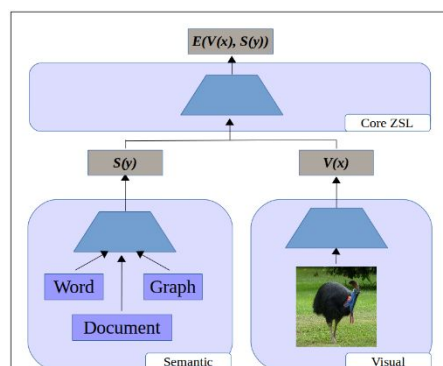 E(V(x), S(y))
Core ZSL
S(y)
V(x)
Word
Graph
Document
Semantic
Visual